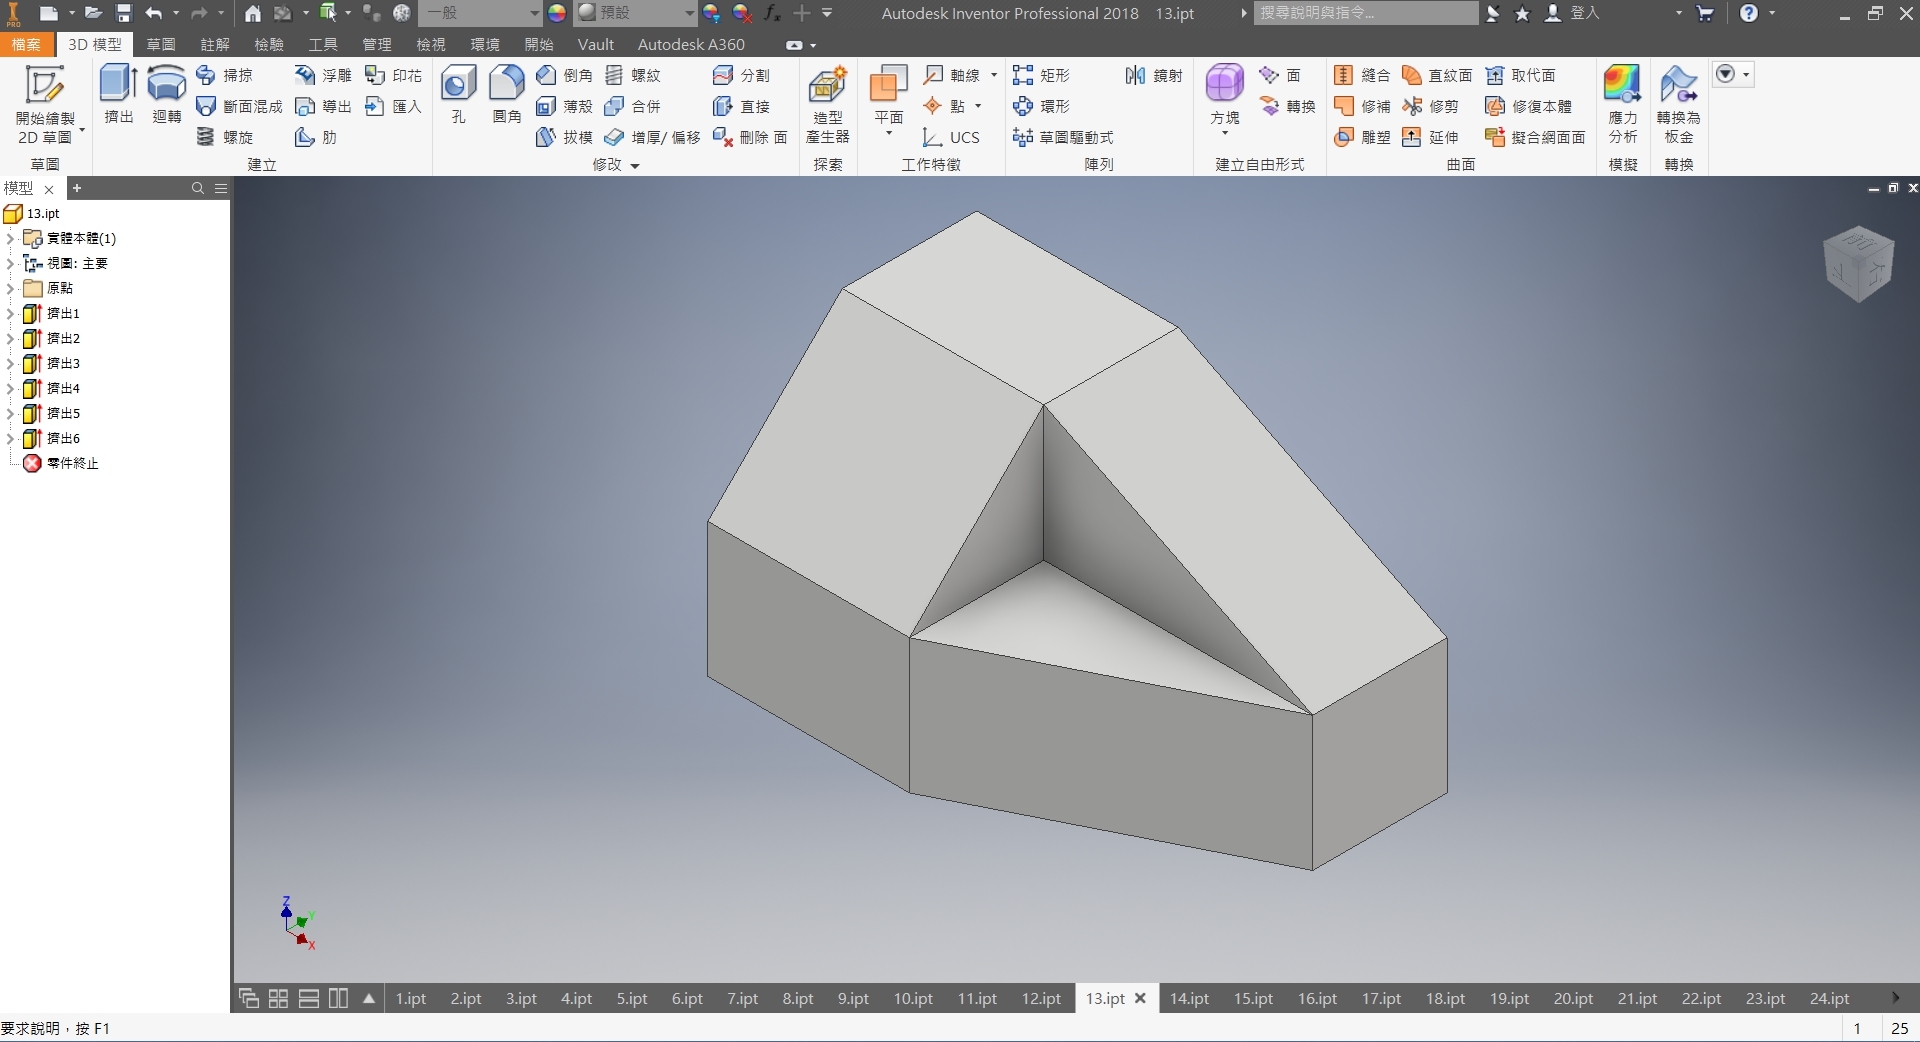 一般
預設
Autodesk Inventor Professional 2018 13.ipt
搜尋說明與指令...
登入
檔案 3D 模型 草圖 註解 檢驗 工具 管理 檢視 環境 開始 Vault Autodesk A360
開始繪製
2D 草圖
草圖
擠出 迴轉
掃掠 浮雕 印花
斷面混成 導出 匯入
螺旋 肋
建立
孔 圓角
倒角 螺紋 分割
薄殼 合併 直接
拔模 增厚/ 偏移 刪除 面
修改
造型
產生器
探索
平面
軸線
點
UCS
工作特徵
矩形 鏡射
環形
草圖驅動式
陣列
方塊
面
轉換
建立自由形式
縫合 直紋面 取代面
修補 修剪 修復本體
雕塑 延伸 擬合網面面
曲面
應力
分析
模擬
轉換為
板金
轉換
模型
13.ipt
實體本體(1)
視圖: 主要
原點
擠出1
擠出2
擠出3
擠出4
擠出5
擠出6
零件終止
Z
Y
X
1.ipt 2.ipt 3.ipt 4.ipt 5.ipt 6.ipt 7.ipt 8.ipt 9.ipt 10.ipt 11.ipt 12.ipt 13.ipt 14.ipt 15.ipt 16.ipt 17.ipt 18.ipt 19.ipt 20.ipt 21.ipt 22.ipt 23.ipt 24.ipt
要求說明，按 F1
1 25